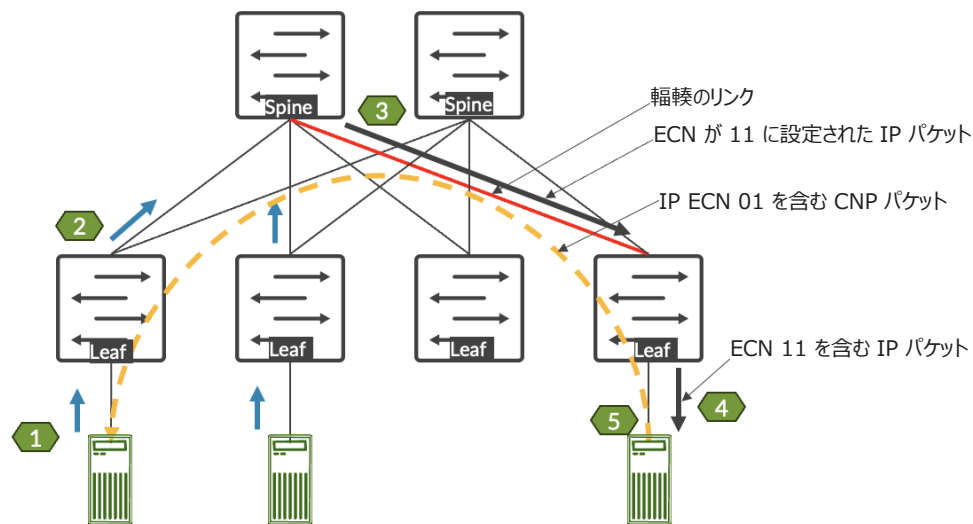 Spine
Spine
3
輻輳のリンク
ECN が 11 に設定された IP パケット
IP ECN 01 を含む CNP パケット
2
Leaf
Leaf
Leaf
Leaf
ECN 11 を含む IP パケット
4
5
1